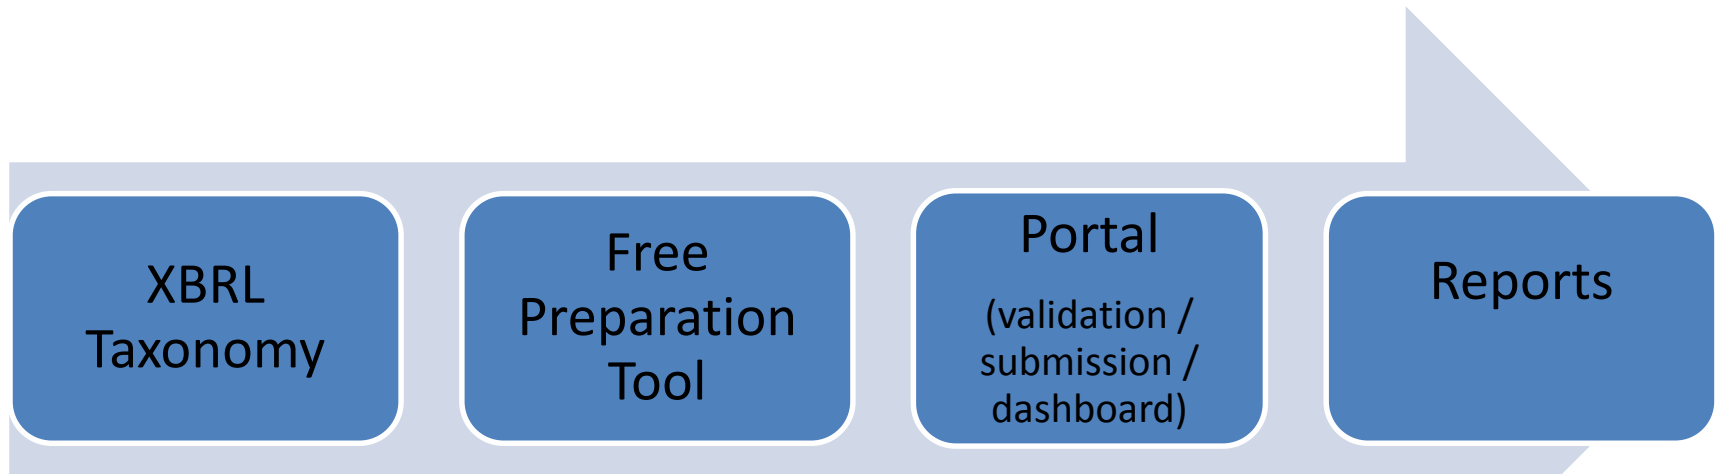 XBRL
Taxonomy
Free
Preparation
Tool
Portal
(validation /
submission /
dashboard)
Reports